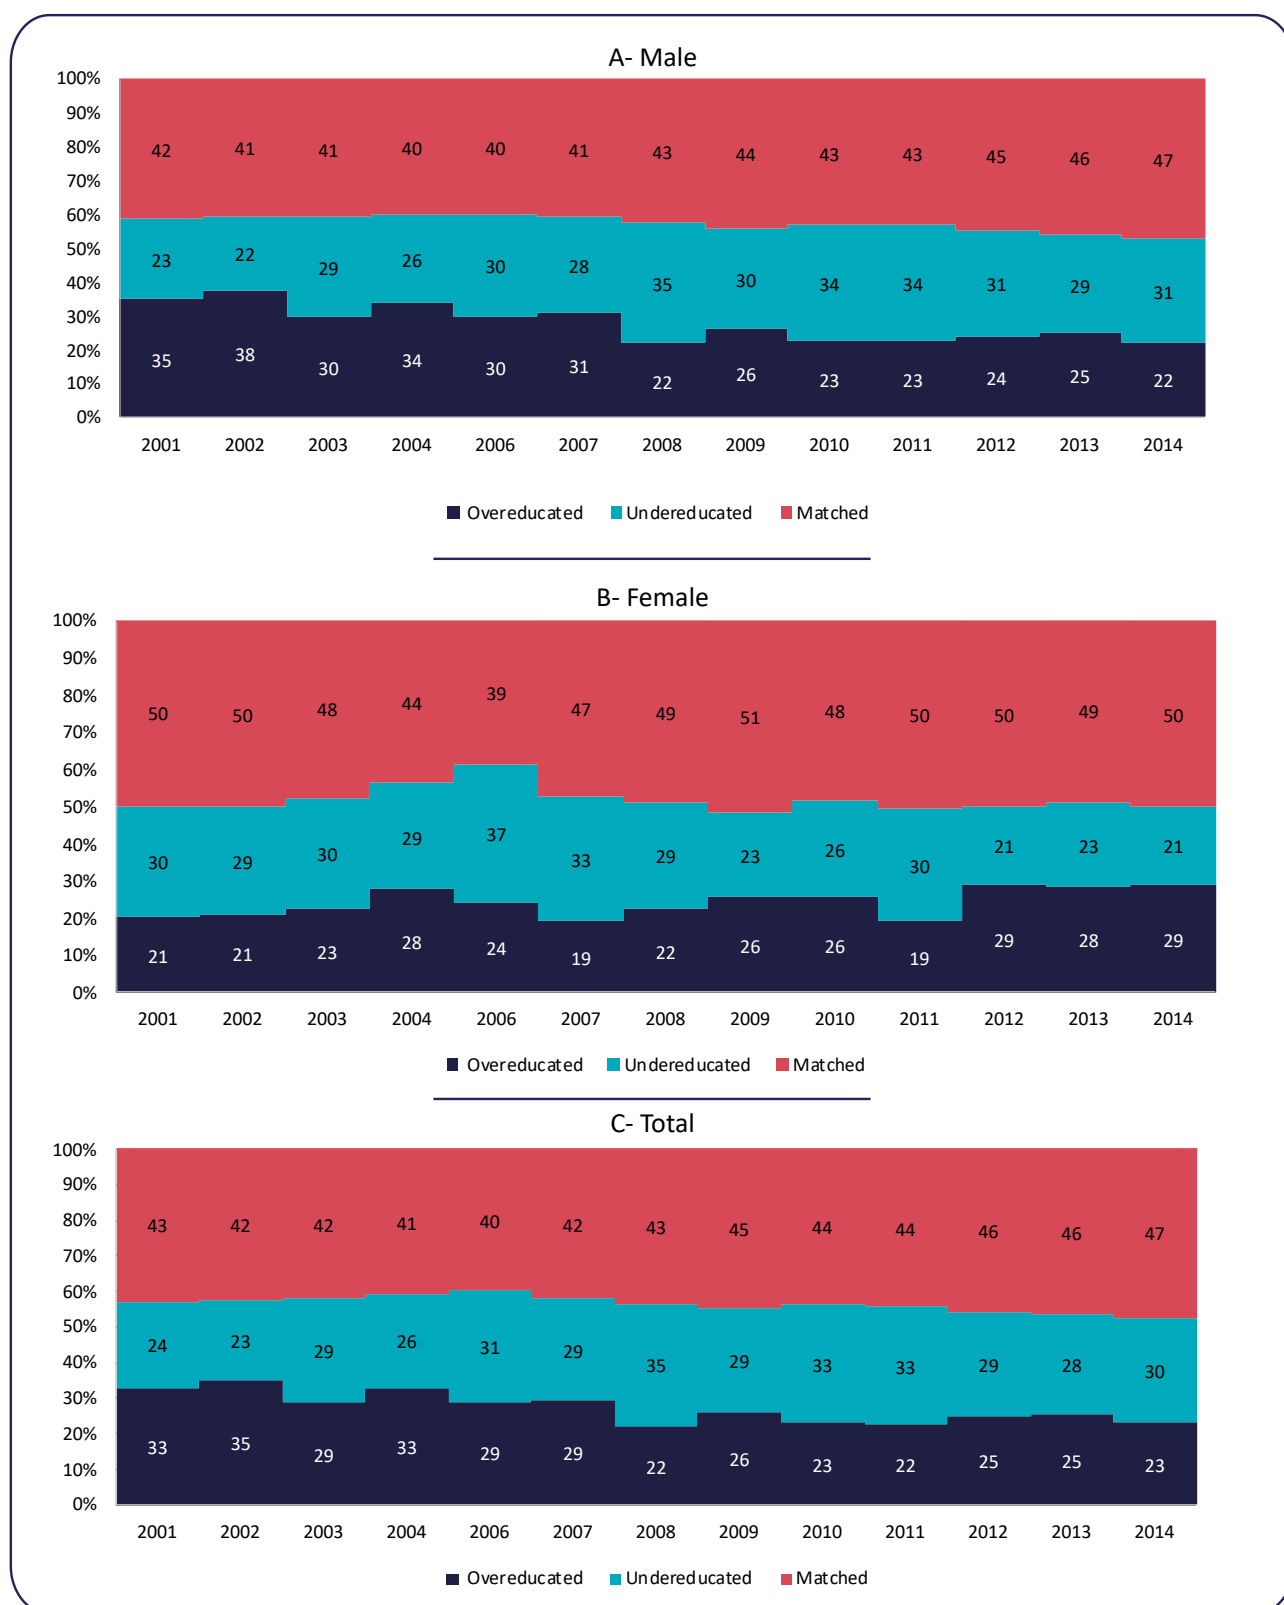 A- Male
100%
90%
80%
70%
60%
50%
40%
30%
20%
10%
0%
42 41 41 40 40 41 43 44 43 43 45 46 47
23 22 29 26 30 28 35 30 34 34 31 29 31
35 38 30 34 30 31 22 26 23 23 24 25 22
2001 2002 2003 2004 2006 2007 2008 2009 2010 2011 2012 2013 2014
Overeducated Undereducated Matched
B- Female
100%
90%
80%
70%
60%
50%
40%
30%
20%
10%
0%
50 50 48 44 39 47 49 51 48 50 50 49 50
30 29 30 29 37 33 29 23 26 30 21 23 21
21 21 23 28 24 19 22 26 26 19 29 28 29
2001 2002 2003 2004 2006 2007 2008 2009 2010 2011 2012 2013 2014
Overeducated Undereducated Matched
C- Total
100%
90%
80%
70%
60%
50%
40%
30%
20%
10%
0%
43 42 42 41 40 42 43 45 44 44 46 46 47
24 23 29 26 31 29 35 29 33 33 29 28 30
33 35 29 33 29 29 22 26 23 22 25 25 23
2001 2002 2003 2004 2006 2007 2008 2009 2010 2011 2012 2013 2014
Overeducated Undereducated Matched